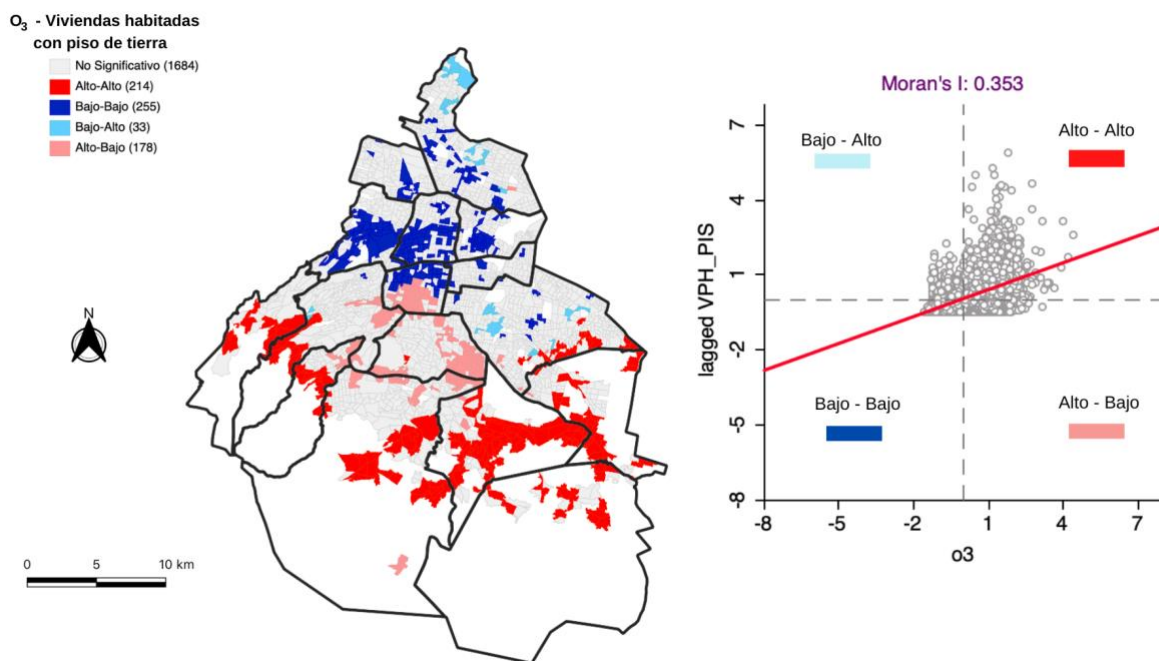 O₃ - Viviendas habitadas
con piso de tierra
No Significativo (1684)
Alto-Alto (214)
Bajo-Bajo (255)
Bajo-Alto (33)
Alto-Bajo (178)
N
0 5 10 km
Moran's I: 0.353
Bajo - Alto
Alto - Alto
Bajo - Bajo
Alto - Bajo
lagged VPH_PIS
7
4
1
-2
-5
-8
-8 -5 -2 1 4 7
o3